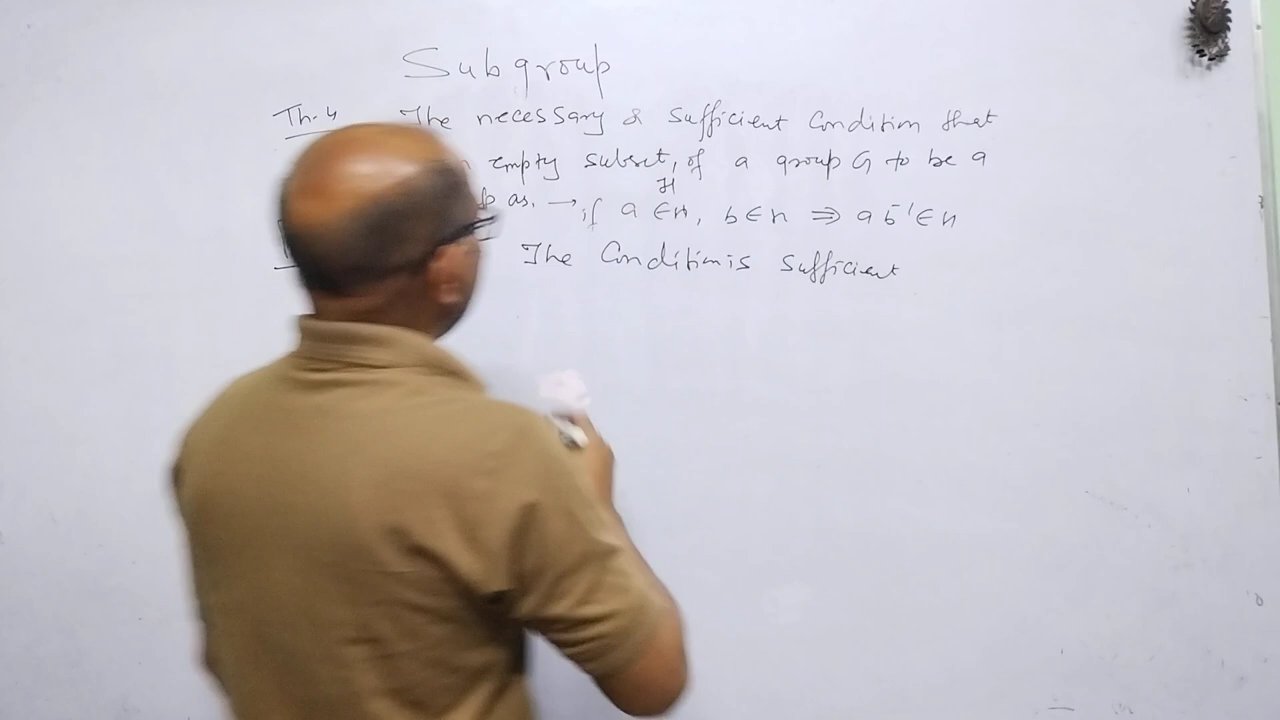 Subgroup
Th. 4 The necessary & sufficient Condition that
empty subset, of a group G to be a
H
as. → if a ∈ H, b ∈ H ⇒ a b⁻¹ ∈ H
The Condition is sufficient